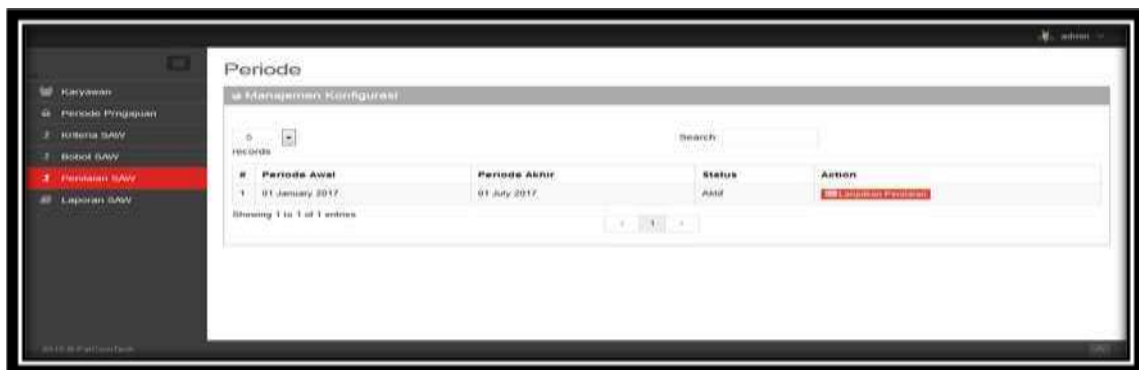 admin
Periode
Karyawan
Manajemen Konfigurasi
Periode Pngajuan
Kriteria SAW
5
Search
records
Bobot SAW
# Periode Awal Periode Akhir Status Action
Penilaian SAW
1 01 January 2017 01 July 2017 Aktif Lanjutkan Penilaian
Laporan SAW
Showing 1 to 1 of 1 entries
1